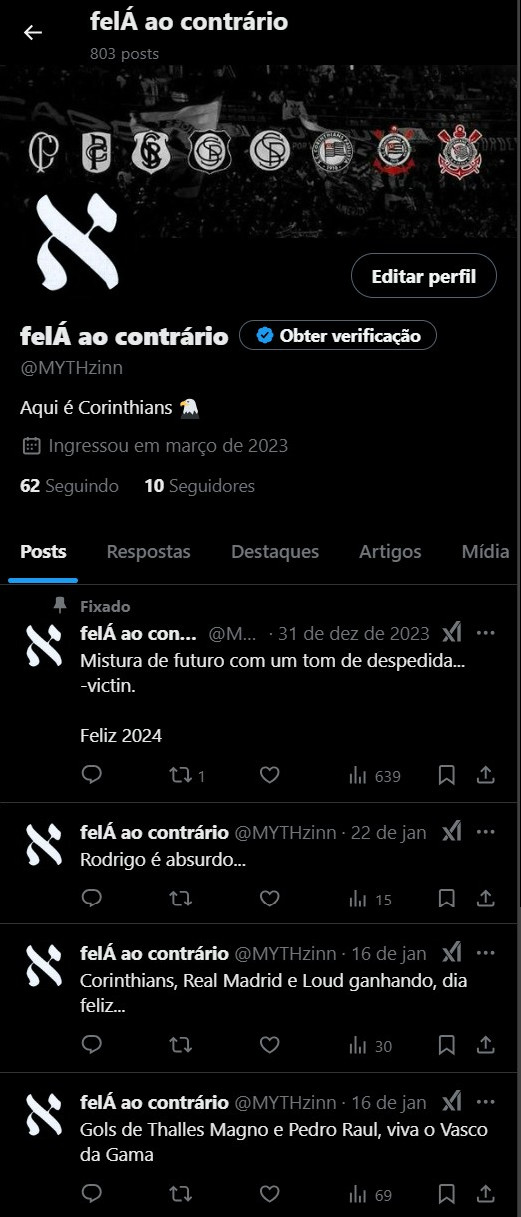 felÁ ao contrário
803 posts
Editar perfil
felÁ ao contrário Obter verificação
@MYTHzinn
Aqui é Corinthians 🦅
Ingressou em março de 2023
62 Seguindo 10 Seguidores
Posts Respostas Destaques Artigos Mídia
Fixado
felÁ ao con... @M... · 31 de dez de 2023
Mistura de futuro com um tom de despedida...
-victin.
Feliz 2024
1 639
felÁ ao contrário @MYTHzinn · 22 de jan
Rodrigo é absurdo...
15
felÁ ao contrário @MYTHzinn · 16 de jan
Corinthians, Real Madrid e Loud ganhando, dia
feliz...
30
felÁ ao contrário @MYTHzinn · 16 de jan
Gols de Thalles Magno e Pedro Raul, viva o Vasco
da Gama
69